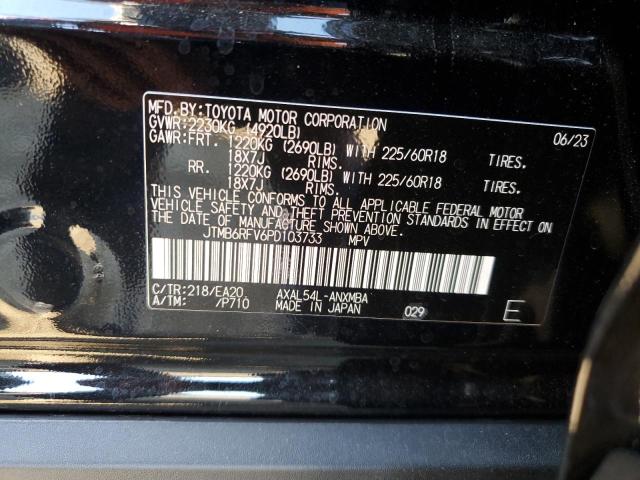 MFD.BY:TOYOTA MOTOR CORPORATION 06/23
GVWR:2230KG (4920LB)
GAWR:FRT. 1220KG (2690LB) WITH 225/60R18 TIRES.
18X7J RIMS.
RR. 1220KG (2690LB) WITH 225/60R18 TIRES.
18X7J RIMS.
THIS VEHICLE CONFORMS TO ALL APPLICABLE FEDERAL MOTOR
VEHICLE SAFETY AND THEFT PREVENTION STANDARDS IN EFFECT ON
THE DATE OF MANUFACTURE SHOWN ABOVE.
JTMB6RFV6PD103733 MPV
C/TR:218/EA20 AXAL54L-ANXMBA
A/TM: /P710 MADE IN JAPAN 029 E